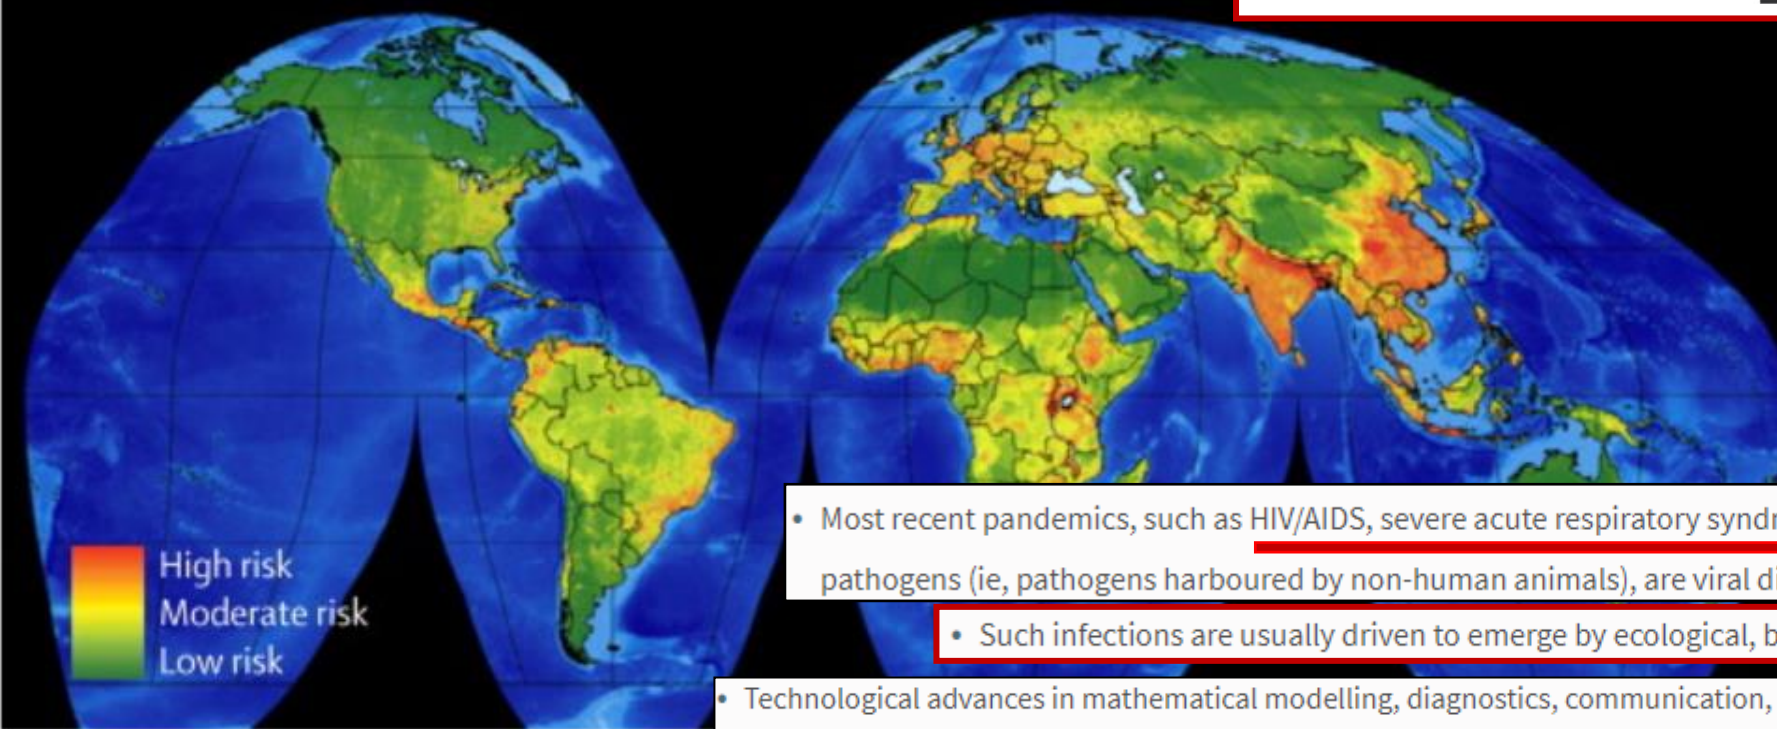 High risk
Moderate risk
Low risk
• Most recent pandemics, such as HIV/AIDS, severe acute respiratory
pathogens (ie, pathogens harboured by non-human animals), are viral
• Such infections are usually driven to emerge by ecological,
• Technological advances in mathematical modelling, diagnostics, communication,